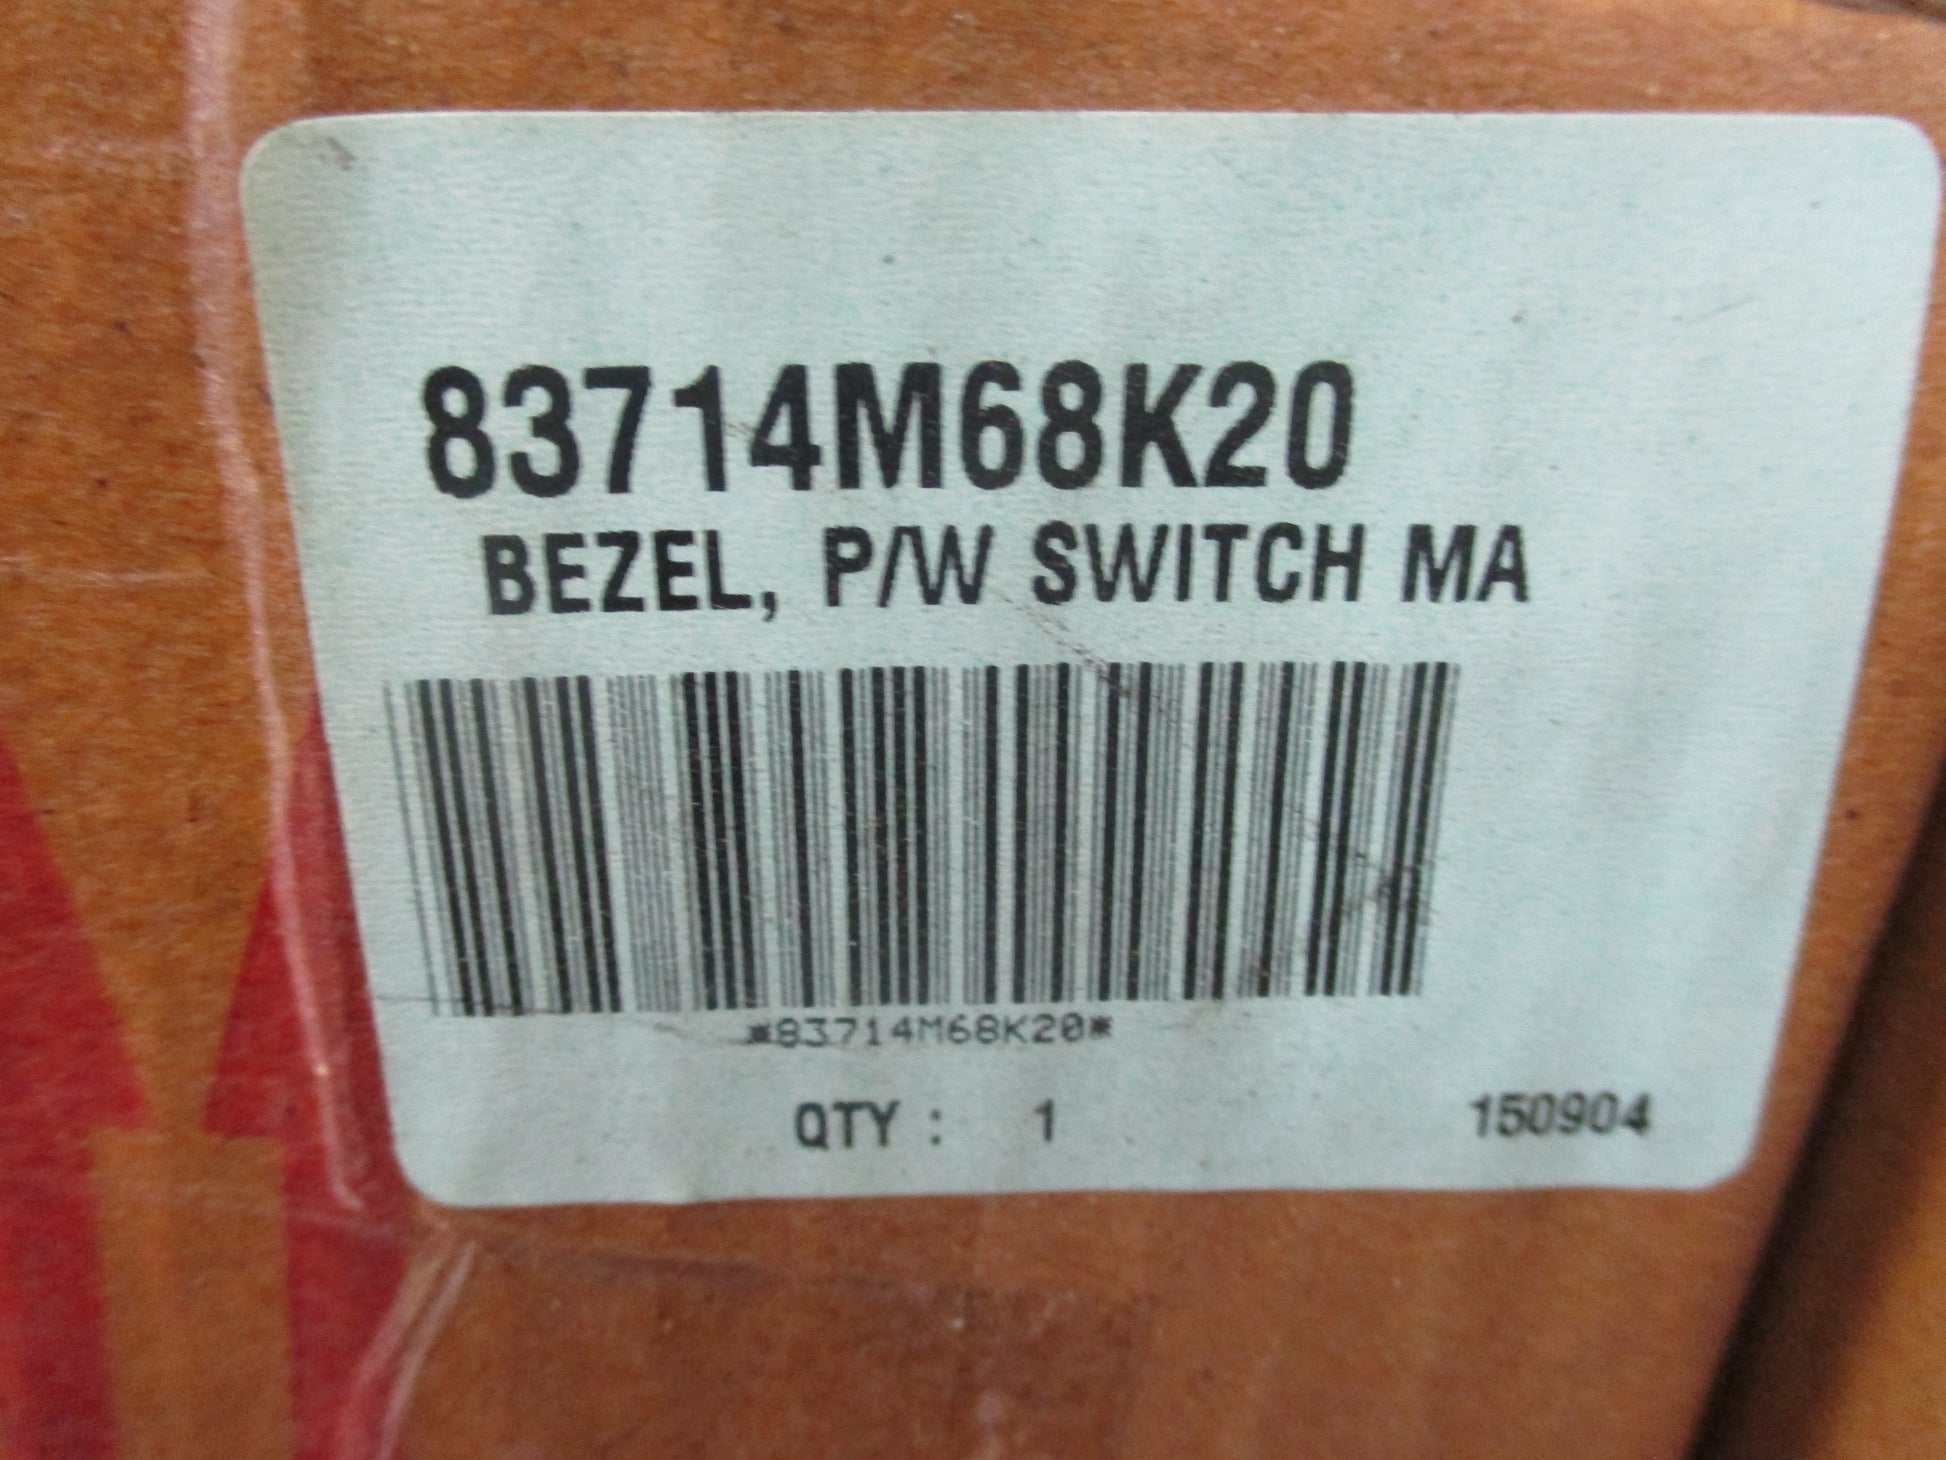 83714M68K20
BEZEL, P/W SWITCH MA
*83714M68K20*
QTY : 1
150904